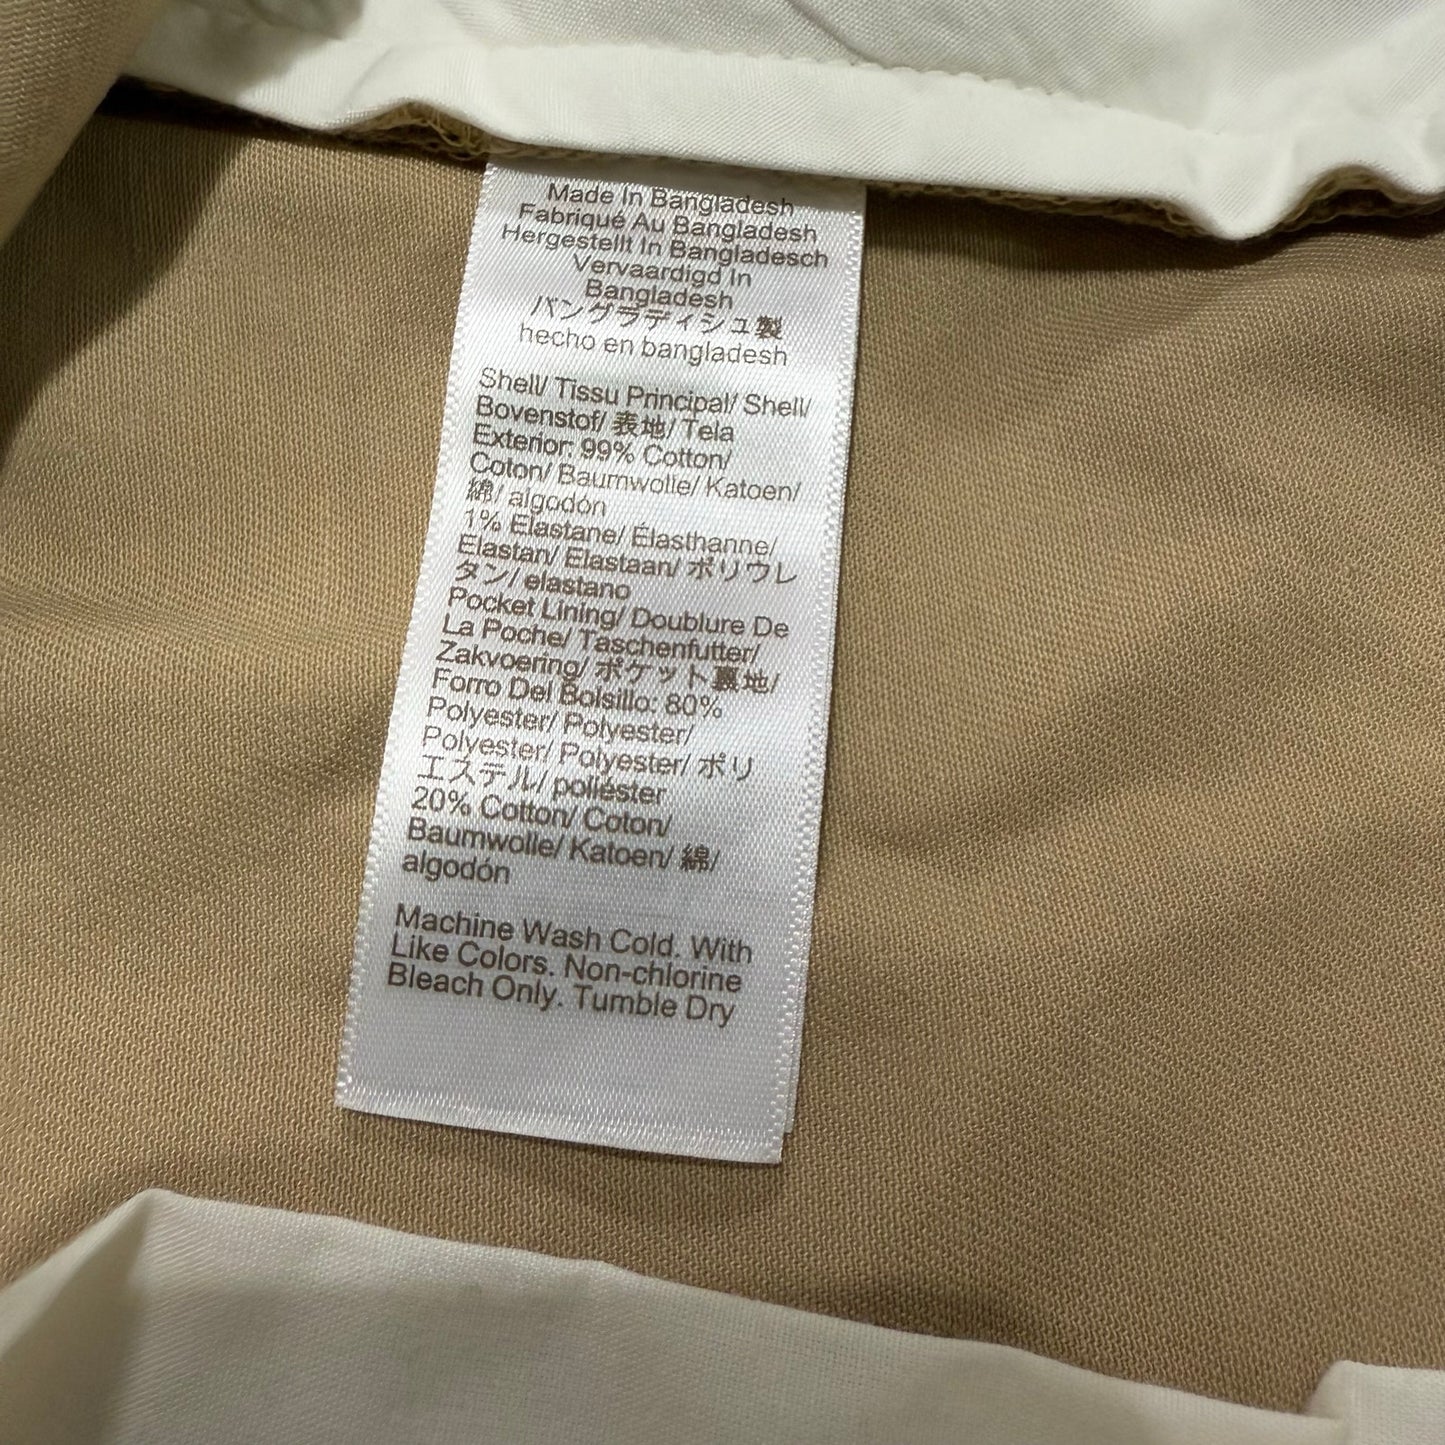 Made In Bangladesh
Fabriqué Au Bangladesh
Hergestellt In Bangladesch
Vervaardigd In
Bangladesh
バングラディシュ製
hecho en bangladesh
Shell/ Tissu Principal/ Shell/
Bovenstof/ 表地/ Tela
Exterior: 99% Cotton/
Coton/ Baumwolle/ Katoen/
綿/ algodón
1% Elastane/ Élasthanne/
Elastan/ Elastaan/ ポリウレ
タン/ elastano
Pocket Lining/ Doublure De
La Poche/ Taschenfutter/
Zakvoering/ ポケット裏地/
Forro Del Bolsillo: 80%
Polyester/ Polyester/
Polyester/ Polyester/ ポリ
エステル/ poliéster
20% Cotton/ Coton/
Baumwolle/ Katoen/ 綿/
algodón
Machine Wash Cold. With
Like Colors. Non-chlorine
Bleach Only. Tumble Dry